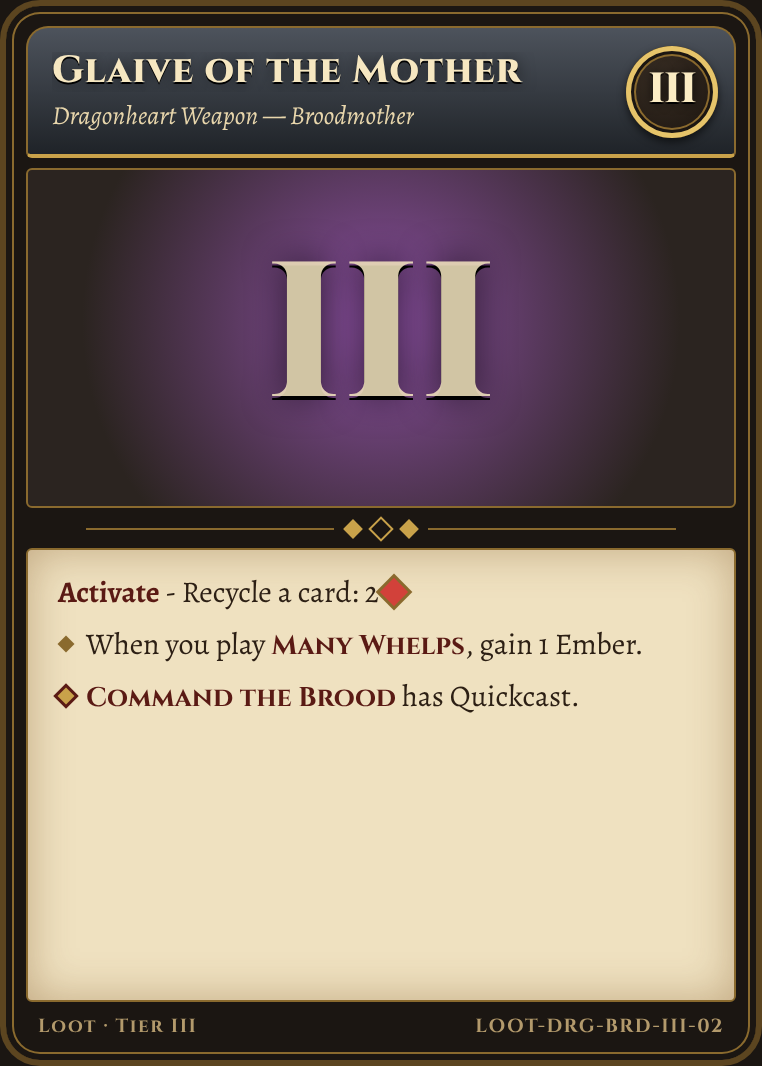 Glaive of the Mother
Dragonheart Weapon — Broodmother
III
III
Activate - Recycle a card: 2
When you play Many Whelps, gain 1 Ember.
Command the Brood has Quickcast.
Loot · Tier III
LOOT-DRG-BRD-III-02